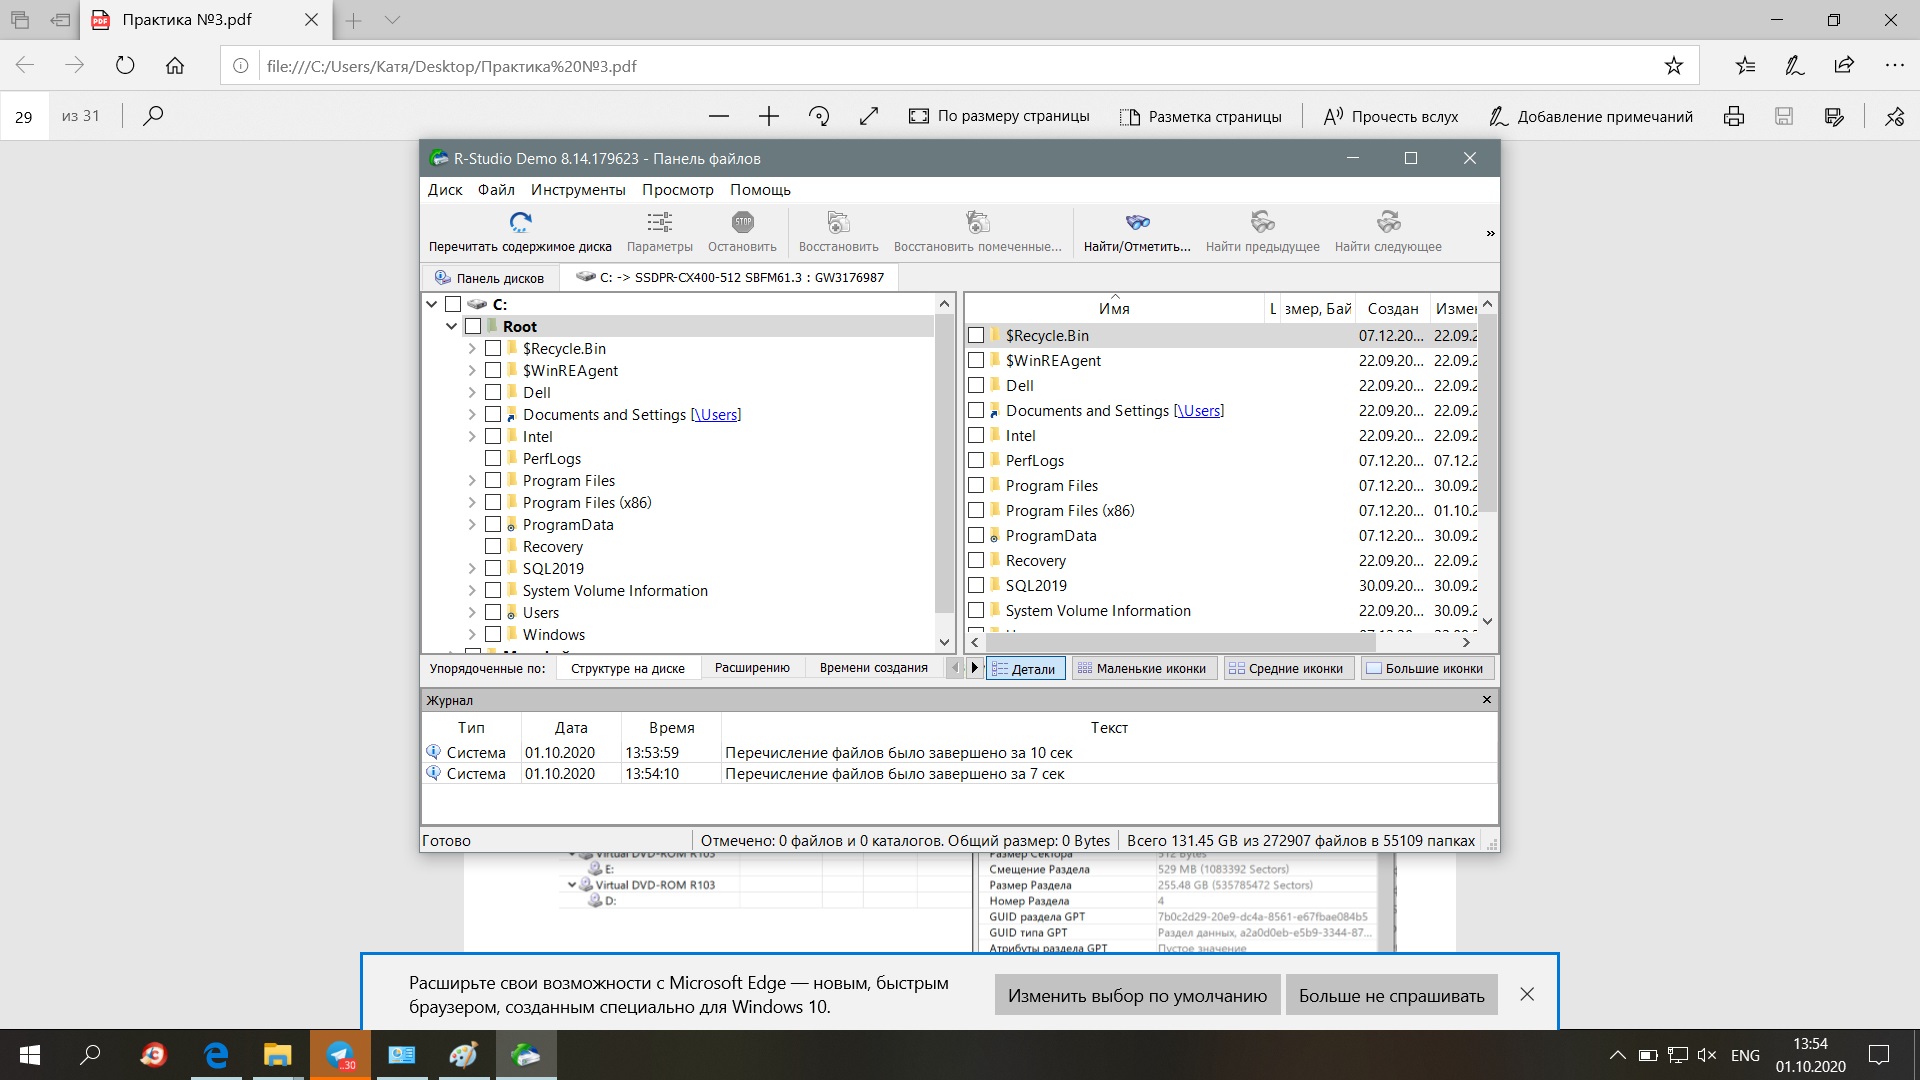 Практика №3.pdf
file:///C:/Users/Катя/Desktop/Практика%20№3.pdf
29 из 31
По размеру страницы
Разметка страницы
Прочесть вслух
Добавление примечаний
R-Studio Demo 8.14.179623 - Панель файлов
Диск Файл Инструменты Просмотр Помощь
STOP
Перечитать содержимое диска Параметры Остановить Восстановить Восстановить помеченные... Найти/Отметить... Найти предыдущее Найти следующее »
Панель дисков C: -> SSDPR-CX400-512 SBFM61.3 : GW3176987
C:
Root
$Recycle.Bin
$WinREAgent
Dell
Documents and Settings [\Users]
Intel
PerfLogs
Program Files
Program Files (x86)
ProgramData
Recovery
SQL2019
System Volume Information
Users
Windows
Имя L змер, Бай Создан Измен
$Recycle.Bin 07.12.20... 22.09.2
$WinREAgent 22.09.20... 22.09.2
Dell 22.09.20... 22.09.2
Documents and Settings [\Users] 22.09.20... 22.09.2
Intel 22.09.20... 22.09.2
PerfLogs 07.12.20... 07.12.2
Program Files 07.12.20... 30.09.2
Program Files (x86) 07.12.20... 01.10.2
ProgramData 07.12.20... 30.09.2
Recovery 22.09.20... 22.09.2
SQL2019 30.09.20... 30.09.2
System Volume Information 22.09.20... 30.09.2
Упорядоченные по: Структуре на диске Расширению Времени создания
Детали Маленькие иконки Средние иконки Большие иконки
Журнал
Тип Дата Время Текст
Система 01.10.2020 13:53:59 Перечисление файлов было завершено за 10 сек
Система 01.10.2020 13:54:10 Перечисление файлов было завершено за 7 сек
Готово Отмечено: 0 файлов и 0 каталогов. Общий размер: 0 Bytes Всего 131.45 GB из 272907 файлов в 55109 папках
Virtual DVD-ROM R103
E:
Virtual DVD-ROM R103
D:
Размер Сектора 512 Bytes
Смещение Раздела 529 MB (1083392 Sectors)
Размер Раздела 255.48 GB (535785472 Sectors)
Номер Раздела 4
GUID раздела GPT 7b0c2d29-20e9-dc4a-8561-e67fbae084b5
GUID типа GPT Раздел данных, a2a0d0eb-e5b9-3344-87...
Атрибуты раздела GPT Пустое значение
Расширьте свои возможности с Microsoft Edge — новым, быстрым
браузером, созданным специально для Windows 10.
Изменить выбор по умолчанию
Больше не спрашивать
..30
ENG
13:54
01.10.2020